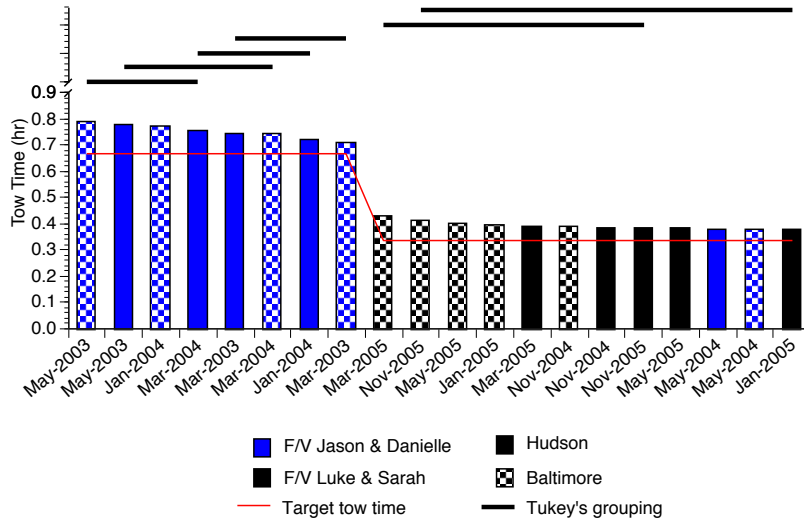 Tow Time (hr)
0.9
0.8
0.7
0.6
0.5
0.4
0.3
0.2
0.1
0.0
May-2003
May-2003
Jan-2004
Mar-2004
Mar-2003
Mar-2004
Jan-2004
Mar-2003
Mar-2005
Nov-2005
May-2005
Jan-2005
Mar-2005
Nov-2004
Nov-2004
Nov-2005
May-2005
May-2004
May-2004
Jan-2005
F/V Jason & Danielle
Hudson
F/V Luke & Sarah
Baltimore
Target tow time
Tukey's grouping